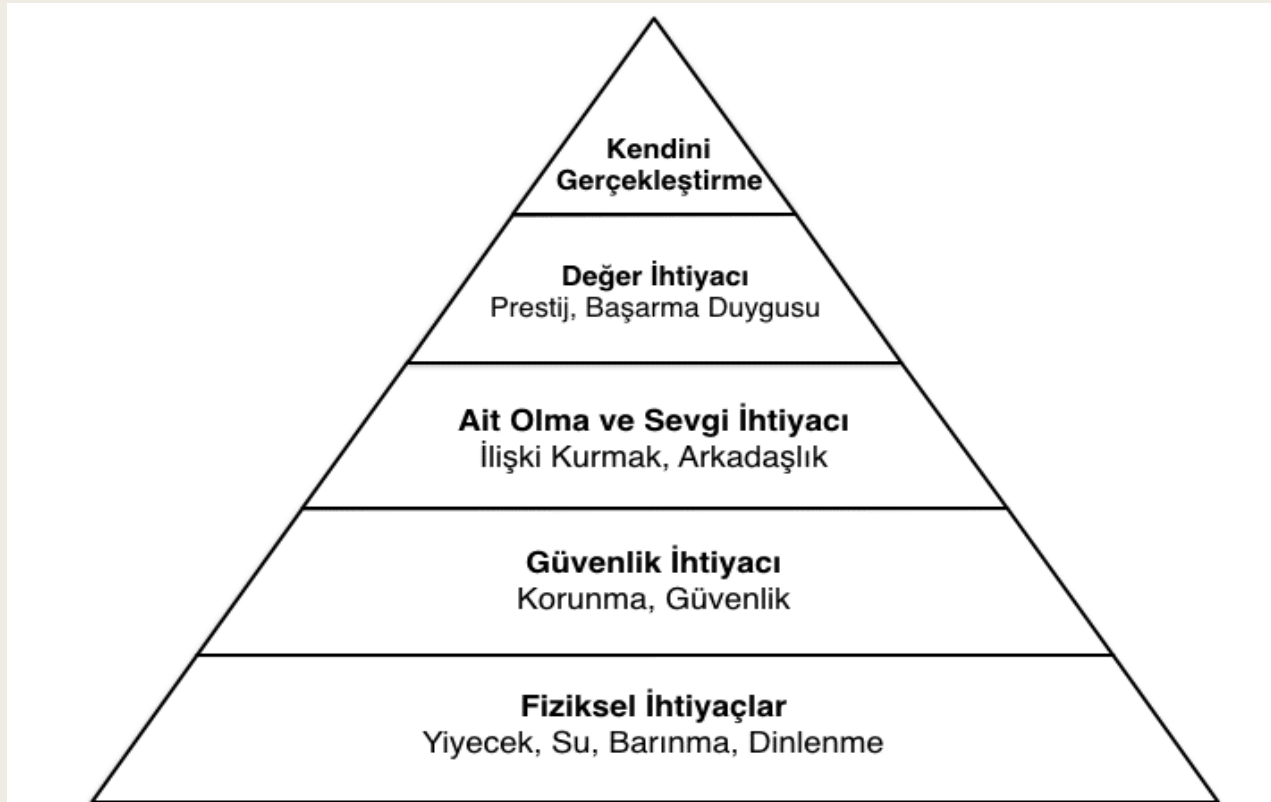 Kendini
Gerçekleştirme
Değer İhtiyacı
Prestij, Başarma Duygusu
Ait Olma ve Sevgi İhtiyacı
İlişki Kurmak, Arkadaşlık
Güvenlik İhtiyacı
Korunma, Güvenlik
Fiziksel İhtiyaçlar
Yiyecek, Su, Barınma, Dinlenme